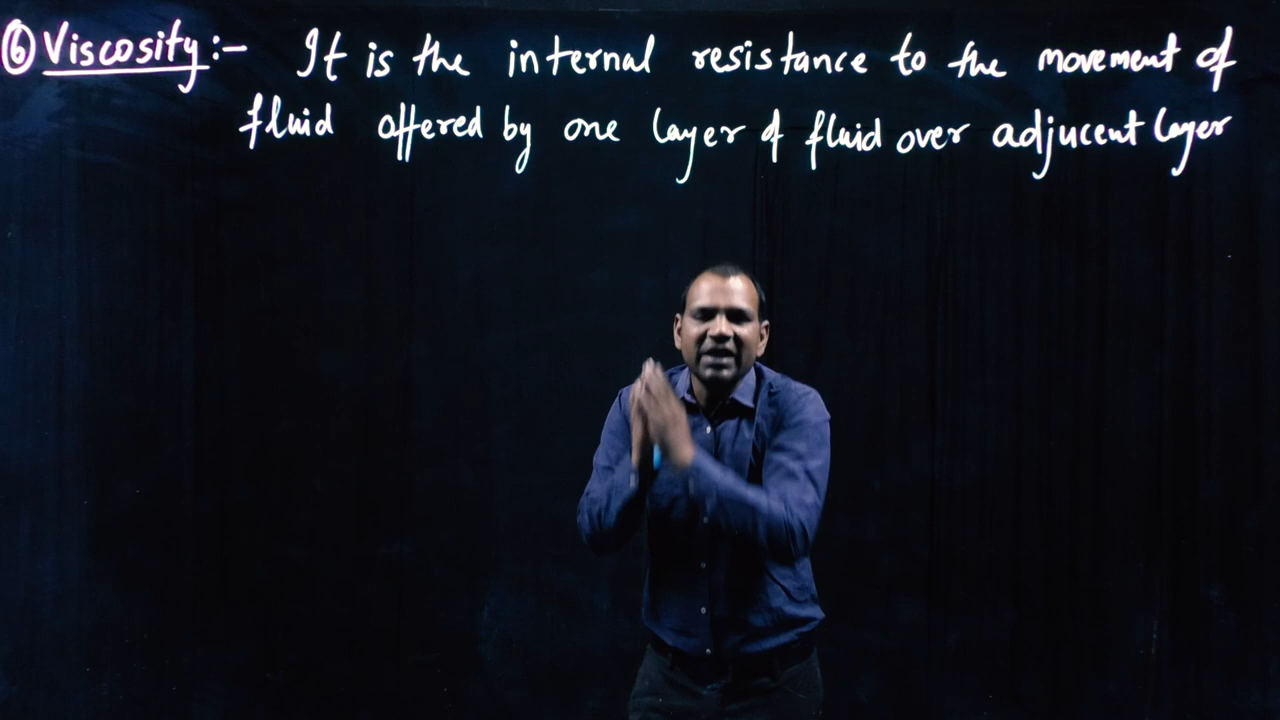 ⑥ Viscosity :- It is the internal resistance to the movement of
fluid offered by one layer of fluid over adjucent layer